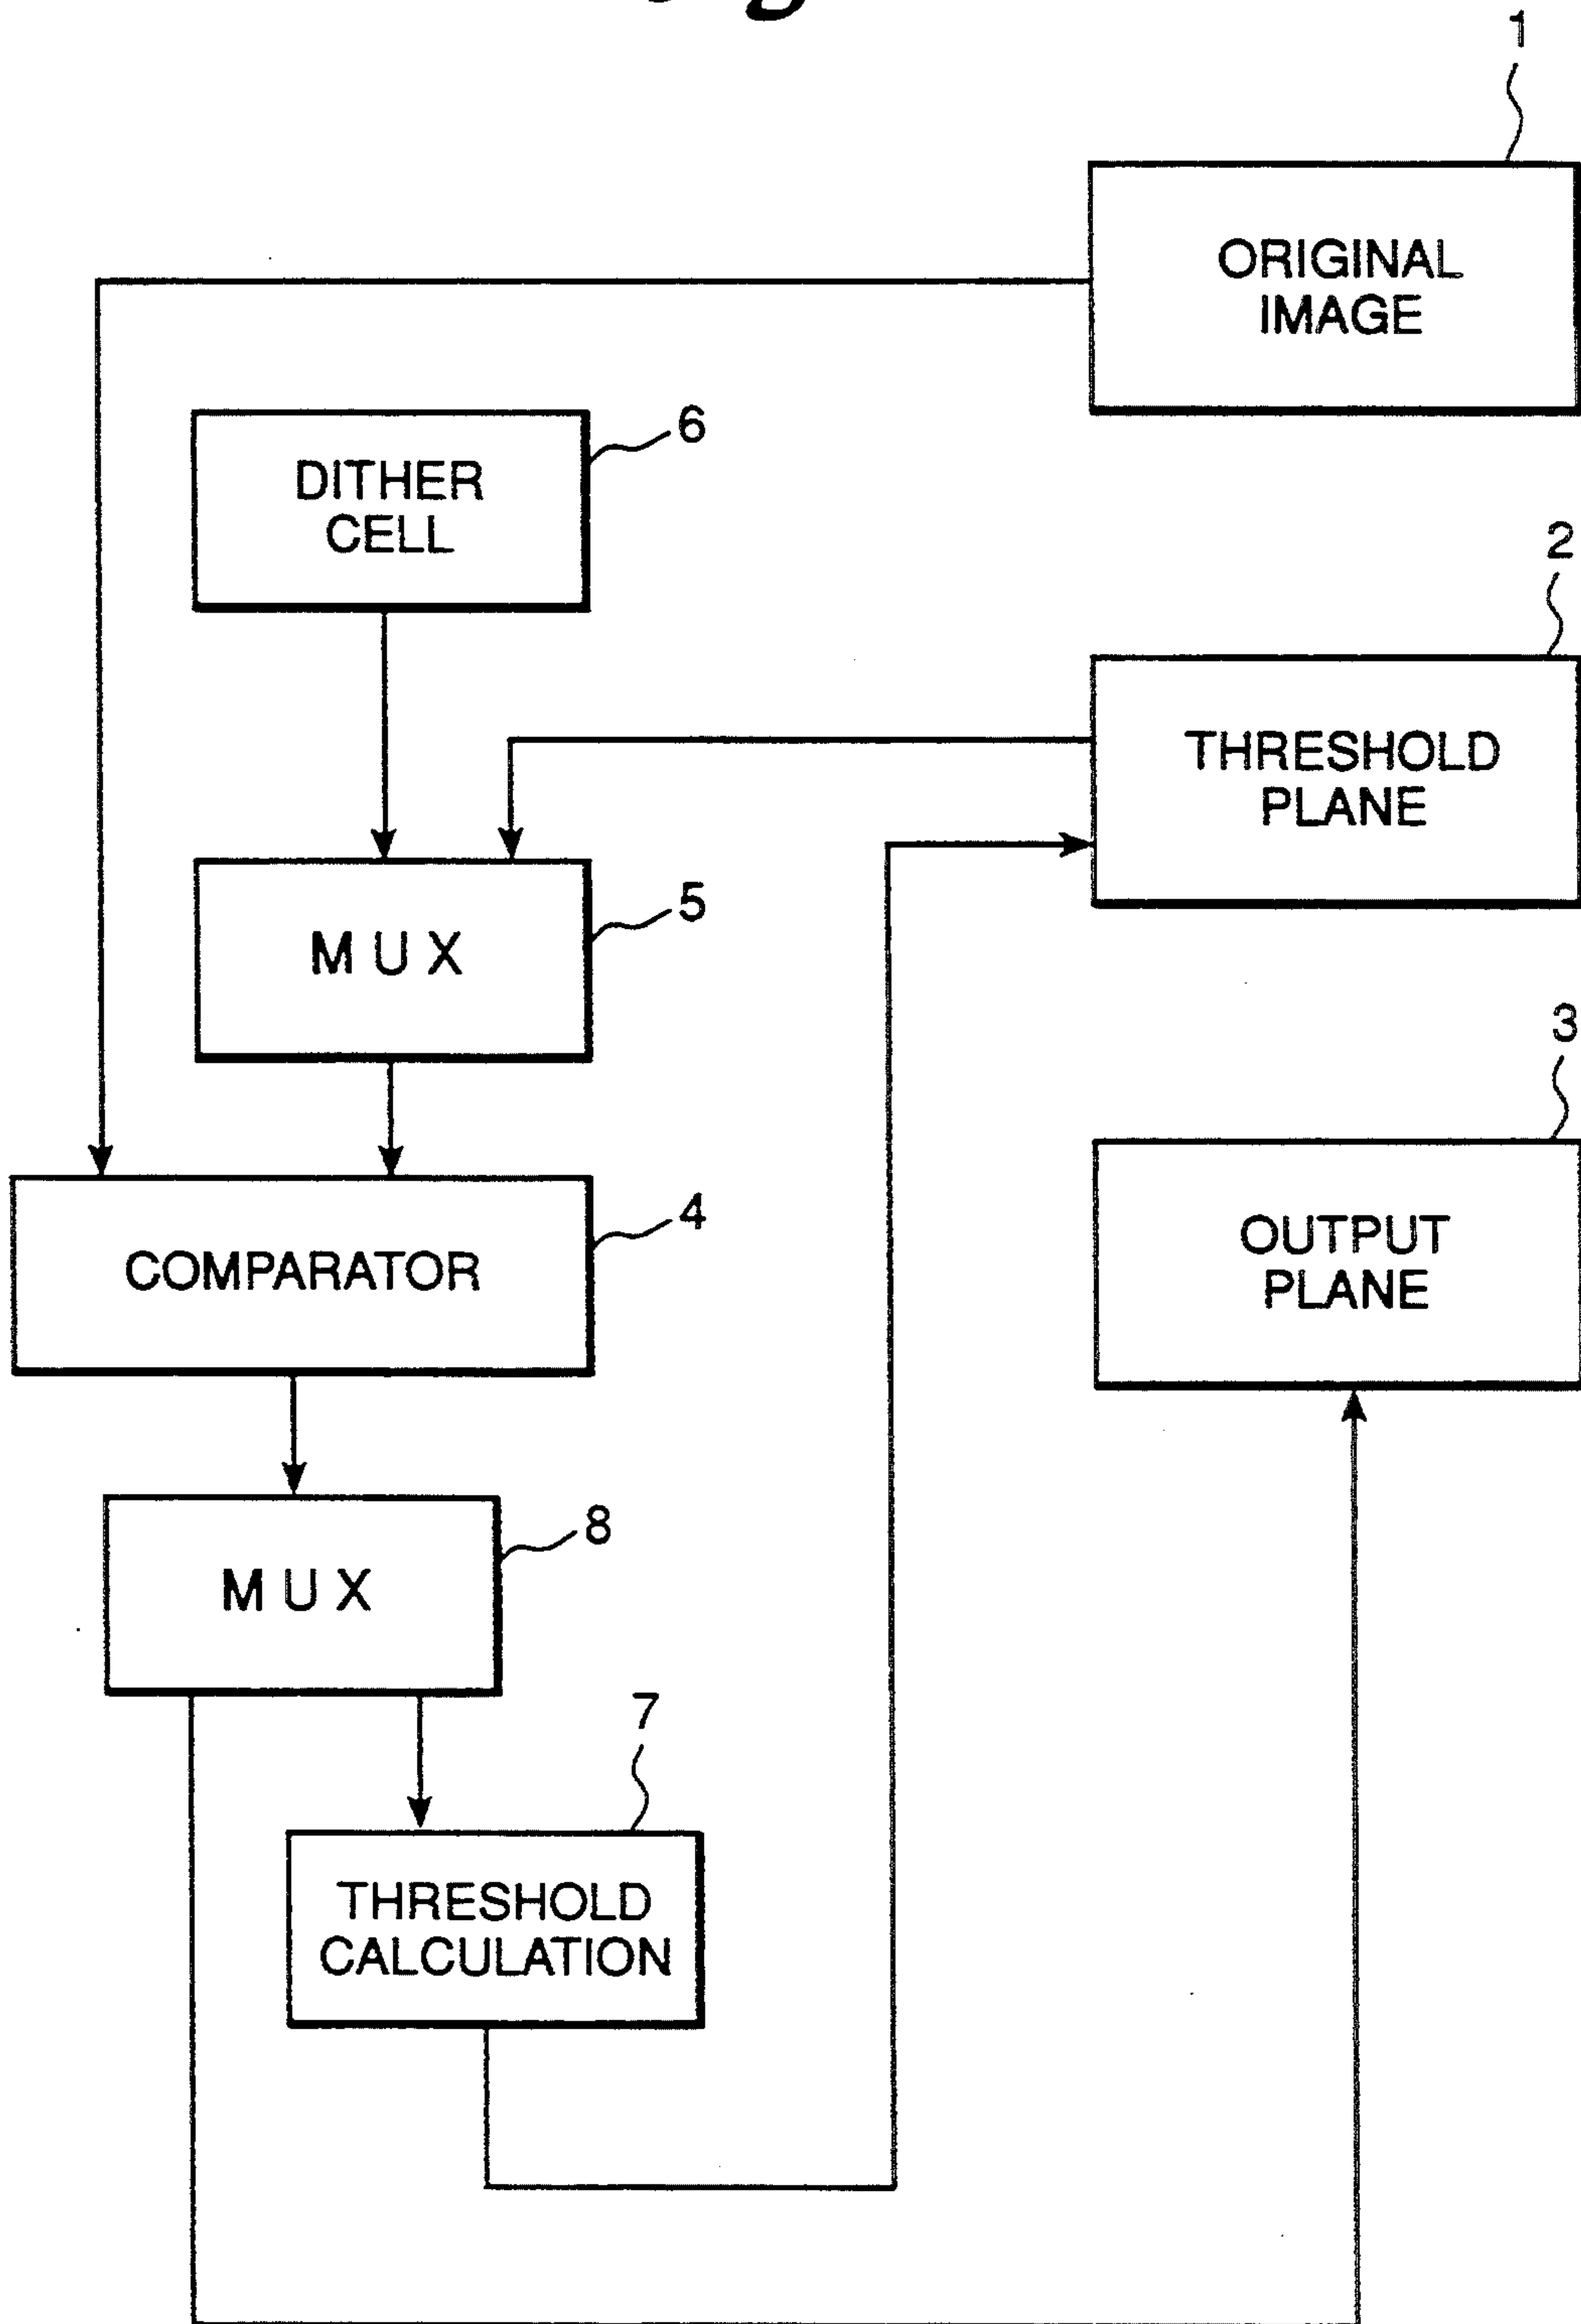 1
ORIGINAL
IMAGE
6
DITHER
CELL
2
THRESHOLD
PLANE
5
MUX
3
OUTPUT
PLANE
4
COMPARATOR
8
MUX
7
THRESHOLD
CALCULATION